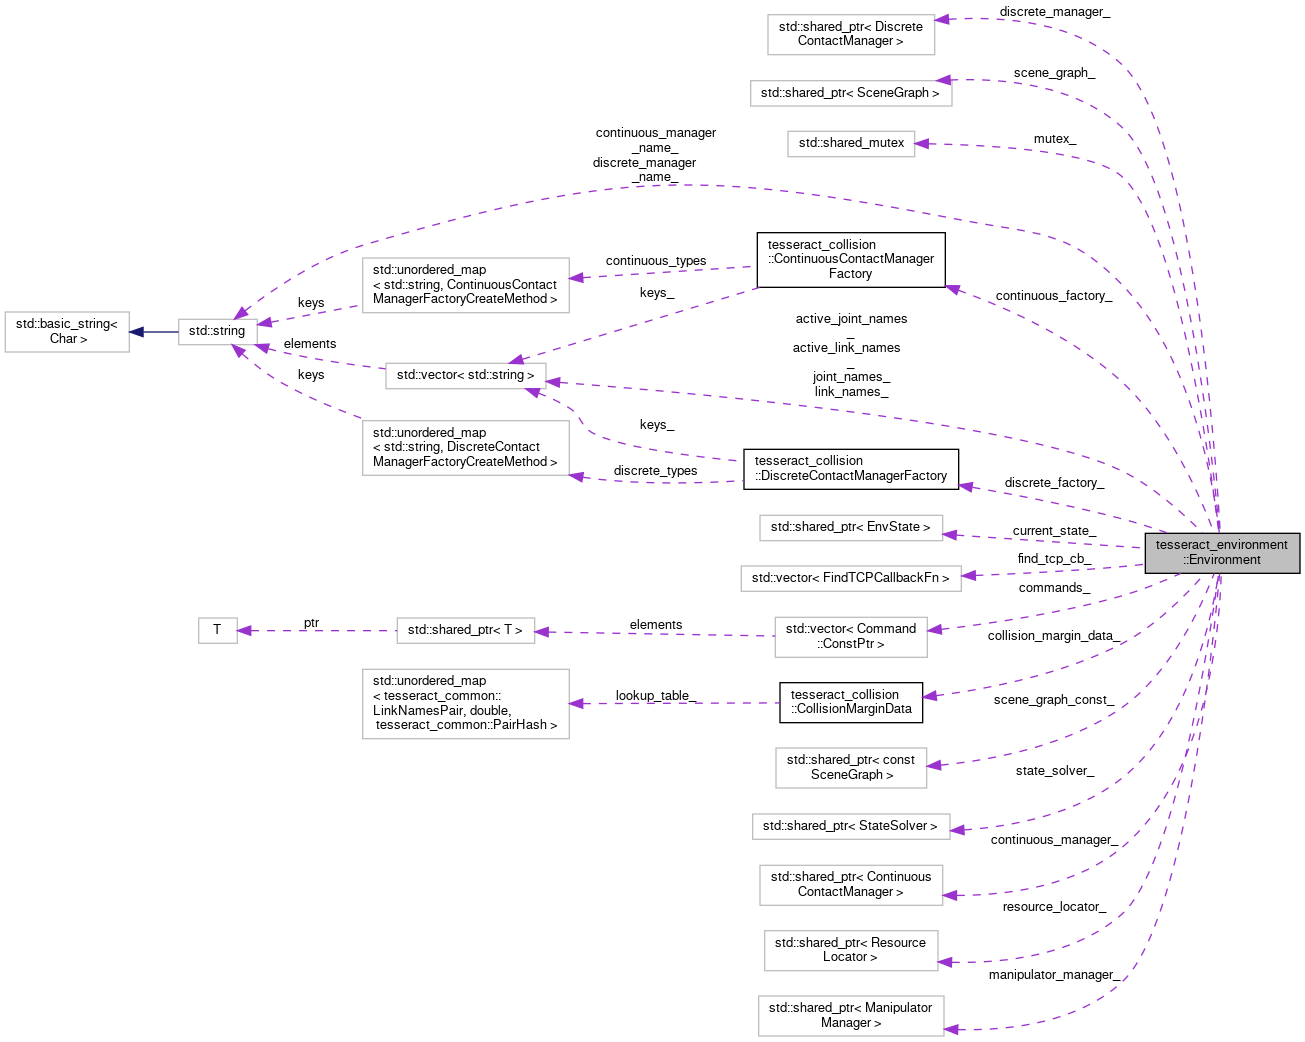 discrete_manager_
std::shared_ptr< Discrete
ContactManager >
scene_graph_
std::shared_ptr< SceneGraph >
mutex_
std::shared_mutex
continuous_manager
_name_
discrete_manager
_name_
tesseract_collision
::ContinuousContactManager
Factory
continuous_types
std::unordered_map
< std::string, ContinuousContact
ManagerFactoryCreateMethod >
keys_
continuous_factory_
keys
std::basic_string<
Char >
std::string
elements
active_joint_names
_
active_link_names
_
joint_names_
link_names_
std::vector< std::string >
keys
keys_
std::unordered_map
< std::string, DiscreteContact
ManagerFactoryCreateMethod >
discrete_types
tesseract_collision
::DiscreteContactManagerFactory
discrete_factory_
std::shared_ptr< EnvState >
current_state_
tesseract_environment
::Environment
find_tcp_cb_
std::vector< FindTCPCallbackFn >
commands_
T
ptr
std::shared_ptr< T >
elements
std::vector< Command
::ConstPtr >
collision_margin_data_
std::unordered_map
< tesseract_common::
LinkNamesPair, double,
tesseract_common::PairHash >
lookup_table_
tesseract_collision
::CollisionMarginData
scene_graph_const_
std::shared_ptr< const
SceneGraph >
state_solver_
std::shared_ptr< StateSolver >
continuous_manager_
std::shared_ptr< Continuous
ContactManager >
resource_locator_
std::shared_ptr< Resource
Locator >
manipulator_manager_
std::shared_ptr< Manipulator
Manager >